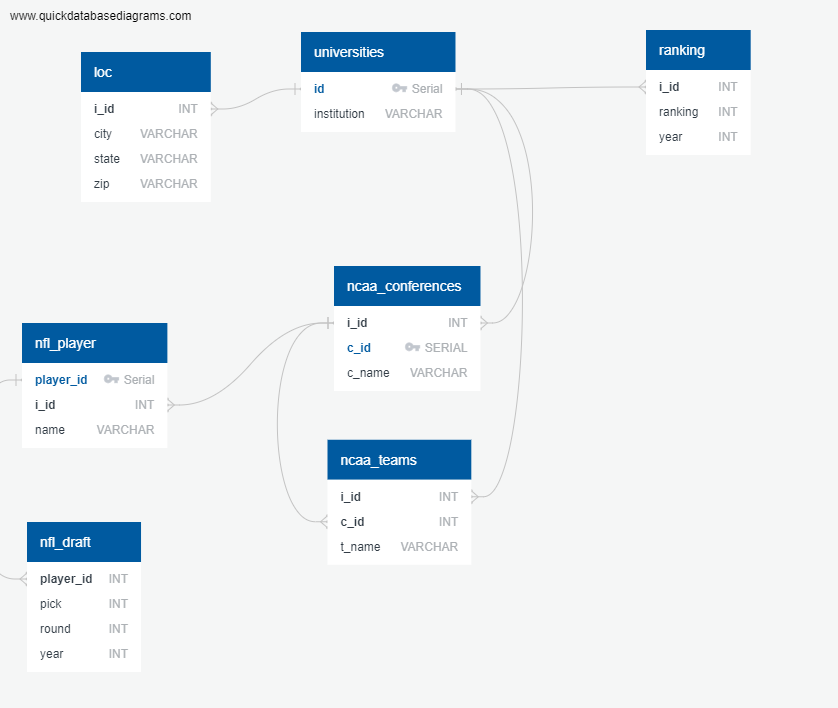 www.quickdatabasediagrams.com
loc
i_id INT
city VARCHAR
state VARCHAR
zip VARCHAR
universities
id Serial
institution VARCHAR
ranking
i_id INT
ranking INT
year INT
ncaa_conferences
i_id INT
c_id SERIAL
c_name VARCHAR
nfl_player
player_id Serial
i_id INT
name VARCHAR
ncaa_teams
i_id INT
c_id INT
t_name VARCHAR
nfl_draft
player_id INT
pick INT
round INT
year INT